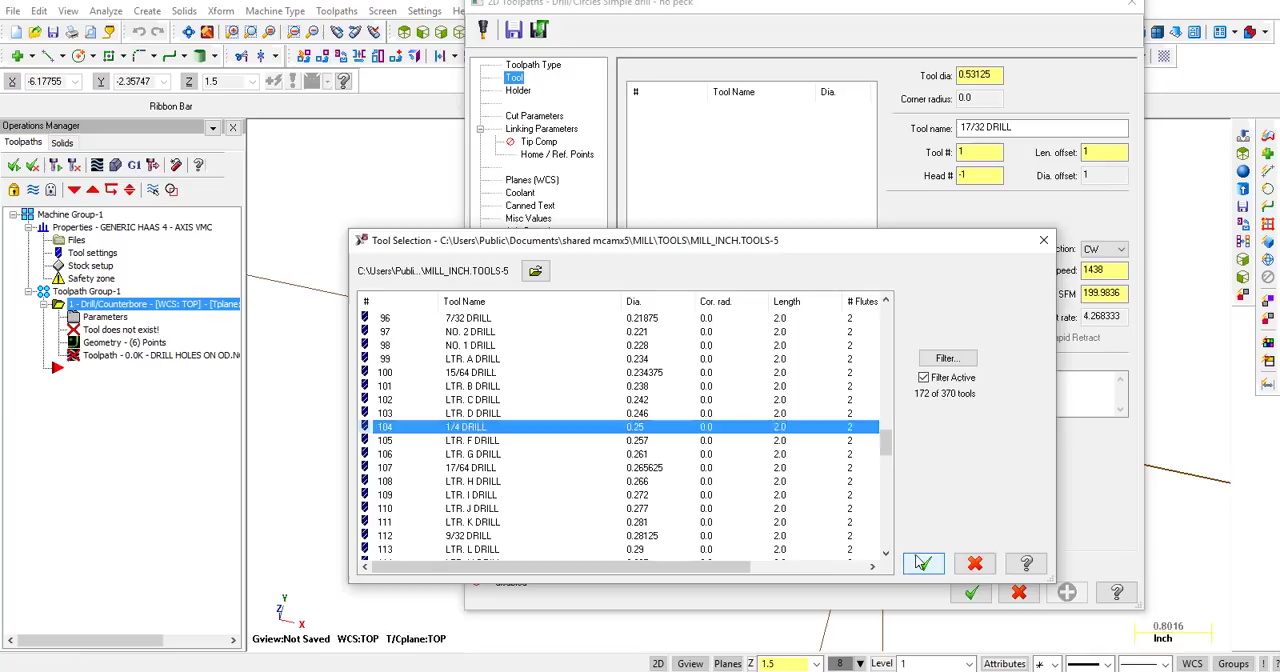 2D Toolpaths - Drill/Circles Simple drill - no peck
File Edit View Analyze Create Solids Xform Machine Type Toolpaths Screen Settings
X -6.17755 Y -2.35747 Z 1.5
Ribbon Bar
Operations Manager
Toolpaths Solids
G1
Machine Group-1
Properties - GENERIC HAAS 4 - AXIS VMC
Files
Tool settings
Stock setup
Safety zone
Toolpath Group-1
1 - Drill/Counterbore - [WCS: TOP] - [Tplane:
Parameters
Tool does not exist!
Geometry - (6) Points
Toolpath - 0.0K - DRILL HOLES ON OD.N
Toolpath Type
Tool
Holder
Cut Parameters
Linking Parameters
Tip Comp
Home / Ref. Points
Planes (WCS)
Coolant
Canned Text
Misc Values
# Tool Name Dia.
Tool dia: 0.53125
Corner radius: 0.0
Tool name: 17/32 DRILL
Tool #: 1 Len. offset: 1
Head # -1 Dia. offset: 1
ction: CW
peed: 1438
SFM 199.9836
rate: 4.268333
pid Retract
Tool Selection - C:\Users\Public\Documents\shared mcamx5\MILL\TOOLS\MILL_INCH.TOOLS-5
C:\Users\Publi...\MILL_INCH.TOOLS-5
# Tool Name Dia. Cor. rad. Length # Flutes
96 7/32 DRILL 0.21875 0.0 2.0 2
97 NO. 2 DRILL 0.221 0.0 2.0 2
98 NO. 1 DRILL 0.228 0.0 2.0 2
99 LTR. A DRILL 0.234 0.0 2.0 2
100 15/64 DRILL 0.234375 0.0 2.0 2
101 LTR. B DRILL 0.238 0.0 2.0 2
102 LTR. C DRILL 0.242 0.0 2.0 2
103 LTR. D DRILL 0.246 0.0 2.0 2
104 1/4 DRILL 0.25 0.0 2.0 2
105 LTR. F DRILL 0.257 0.0 2.0 2
106 LTR. G DRILL 0.261 0.0 2.0 2
107 17/64 DRILL 0.265625 0.0 2.0 2
108 LTR. H DRILL 0.266 0.0 2.0 2
109 LTR. I DRILL 0.272 0.0 2.0 2
110 LTR. J DRILL 0.277 0.0 2.0 2
111 LTR. K DRILL 0.281 0.0 2.0 2
112 9/32 DRILL 0.28125 0.0 2.0 2
113 LTR. L DRILL 0.29 0.0 2.0 2
Filter...
Filter Active
172 of 370 tools
Y
Z
X
Gview:Not Saved WCS:TOP T/Cplane:TOP
0.8016
Inch
2D Gview Planes Z 1.5 8 Level 1 Attributes WCS Groups